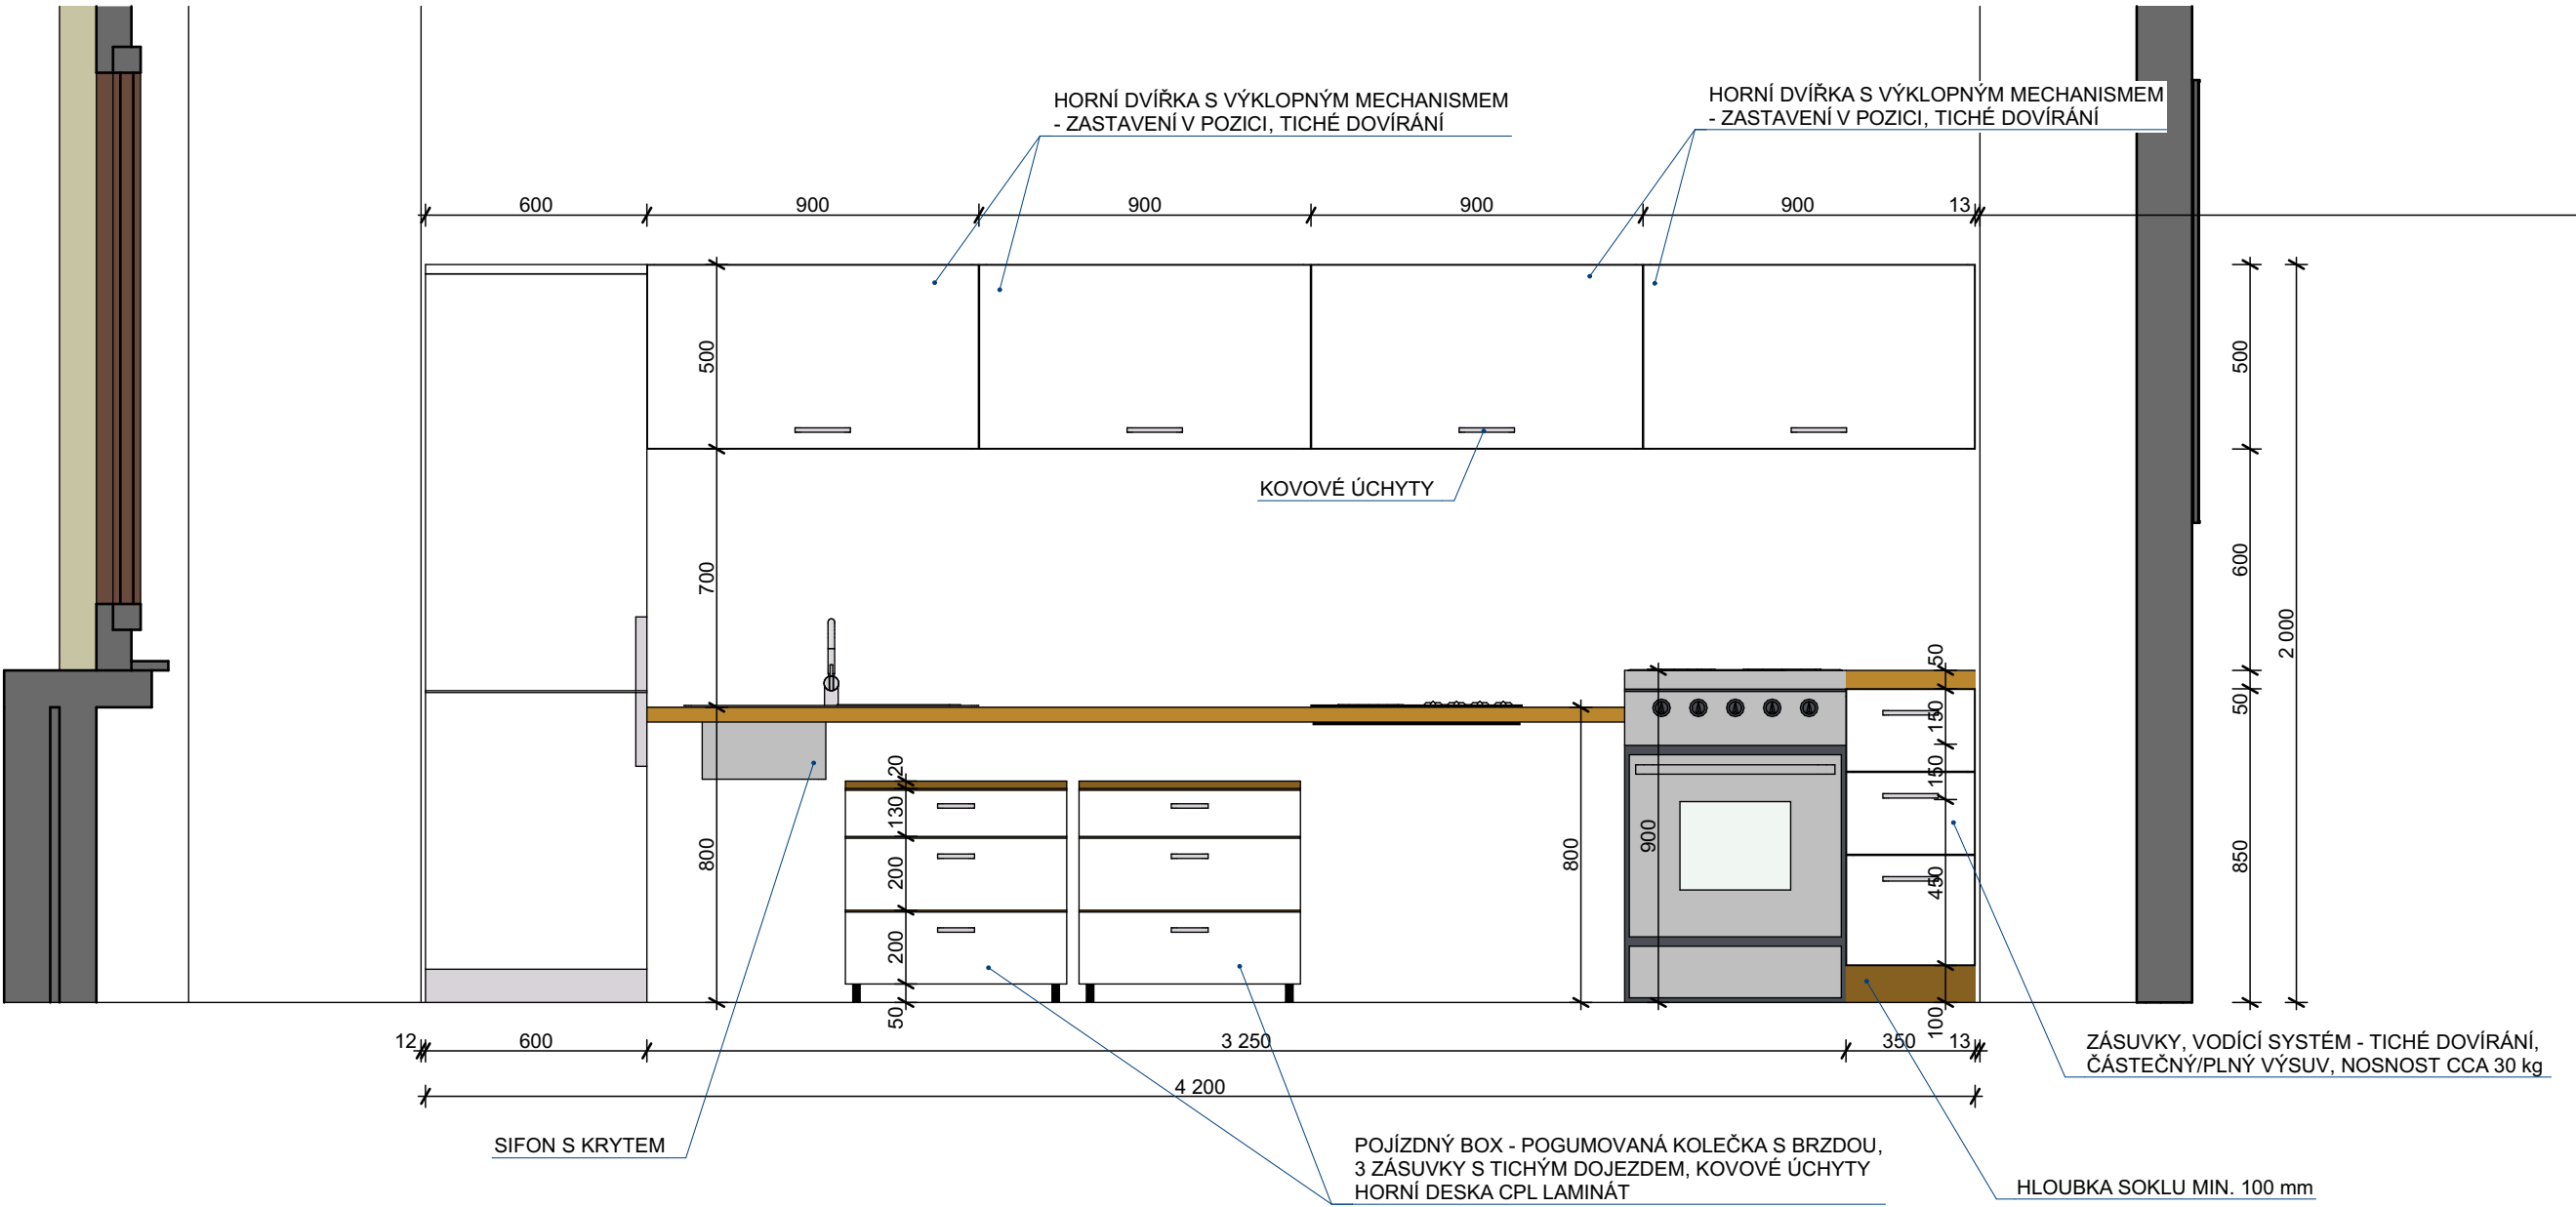 HORNÍ DVÍŘKA S VÝKLOPNÝM MECHANISMEM
- ZASTAVENÍ V POZICI, TICHÉ DOVÍRÁNÍ
HORNÍ DVÍŘKA S VÝKLOPNÝM MECHANISMEM
- ZASTAVENÍ V POZICI, TICHÉ DOVÍRÁNÍ
600
900
900
900
900
13
500
500
KOVOVÉ ÚCHYTY
700
600
2 000
50
50
150
20
150
130
800
800
900
850
200
450
200
50
100
12
600
3 250
350
13
4 200
ZÁSUVKY, VODÍCÍ SYSTÉM - TICHÉ DOVÍRÁNÍ,
ČÁSTEČNÝ/PLNÝ VÝSUV, NOSNOST CCA 30 kg
SIFON S KRYTEM
POJÍZDNÝ BOX - POGUMOVANÁ KOLEČKA S BRZDOU,
3 ZÁSUVKY S TICHÝM DOJEZDEM, KOVOVÉ ÚCHYTY
HORNÍ DESKA CPL LAMINÁT
HLOUBKA SOKLU MIN. 100 mm